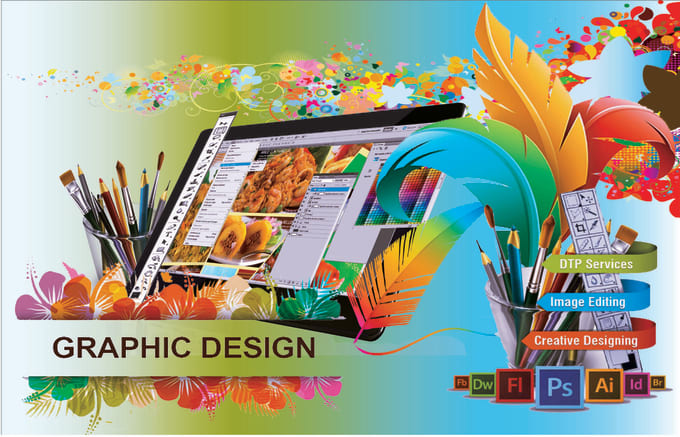 DTP Services
Image Editing
GRAPHIC DESIGN
Creative Designing
Fb Dw Fl Ps Ai Id Br